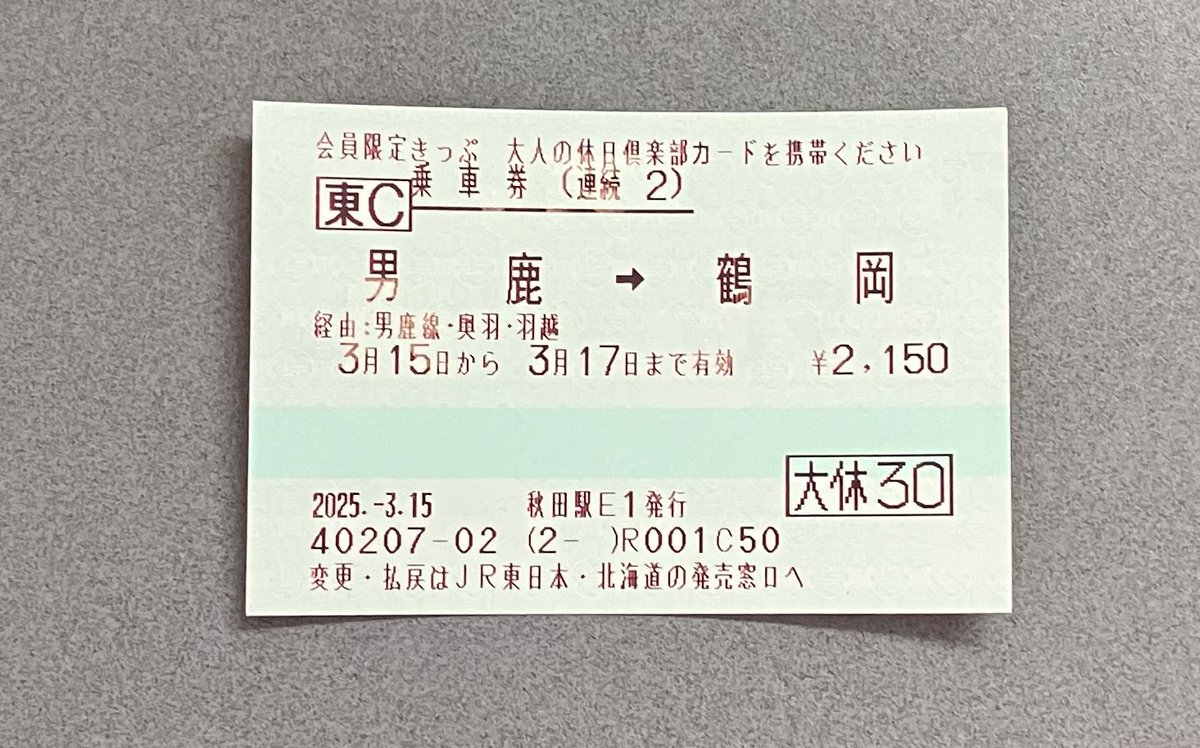 会員限定きっぷ 大人の休日倶楽部カードを携帯ください
東C 乗車券 (連続 2)
男 鹿 → 鶴 岡
経由:男鹿線・奥羽・羽越
3月15日から 3月17日まで有効 ¥2,150
大休30
2025.-3.15 秋田駅E1発行
40207-02 (2- )R001C50
変更・払戻はJR東日本・北海道の発売窓口へ